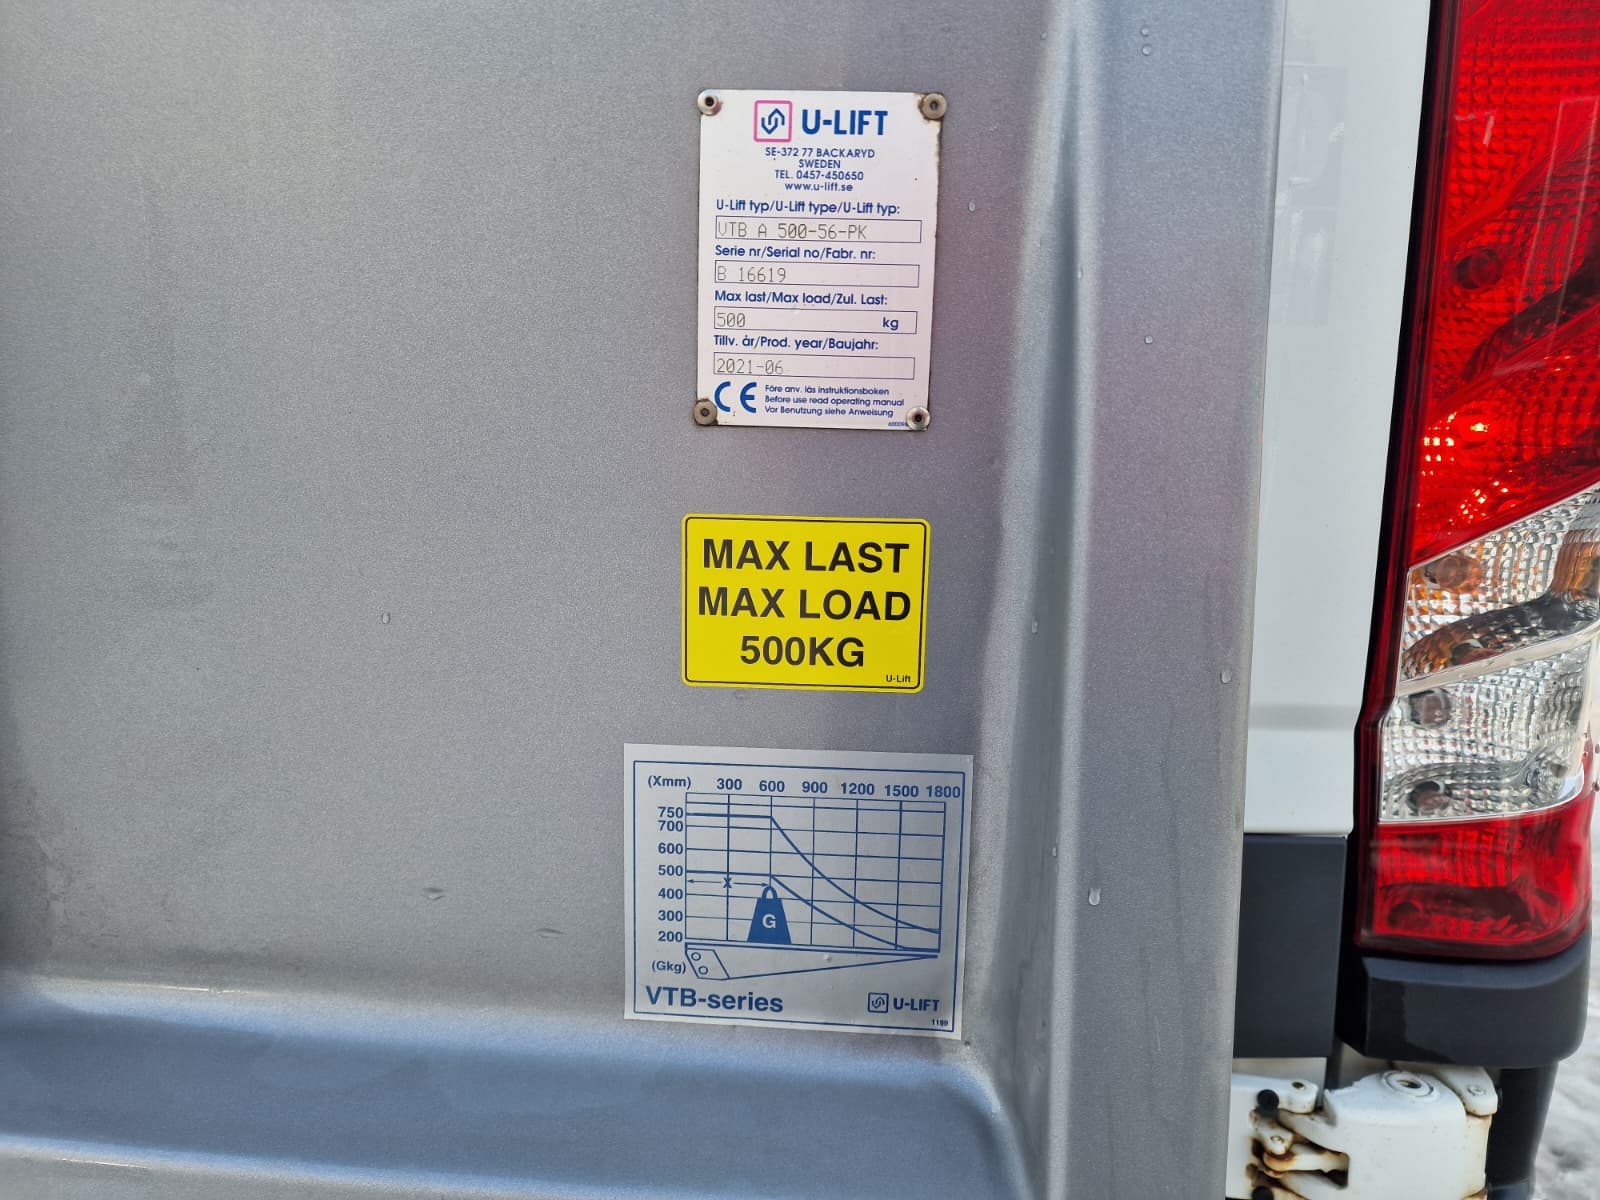 U-LIFT
SE-372 77 BACKARYD
SWEDEN
TEL. 0457-450650
www.u-lift.se
U-Lift typ/U-Lift type/U-Lift typ:
VTB A 500-56-PK
Serie nr/Serial no/Fabr. nr:
B 16619
Max last/Max load/Zul. Last:
500 kg
Tillv. år/Prod. year/Baujahr:
2021-06
CE
Före anv. läs instruktionsboken
Before use read operating manual
Vor Benutzung siehe Anweisung
MAX LAST
MAX LOAD
500KG
U-Lift
(Xmm) 300 600 900 1200 1500 1800
750
700
600
500
X
400
G
300
200
(Gkg)
VTB-series
U-LIFT